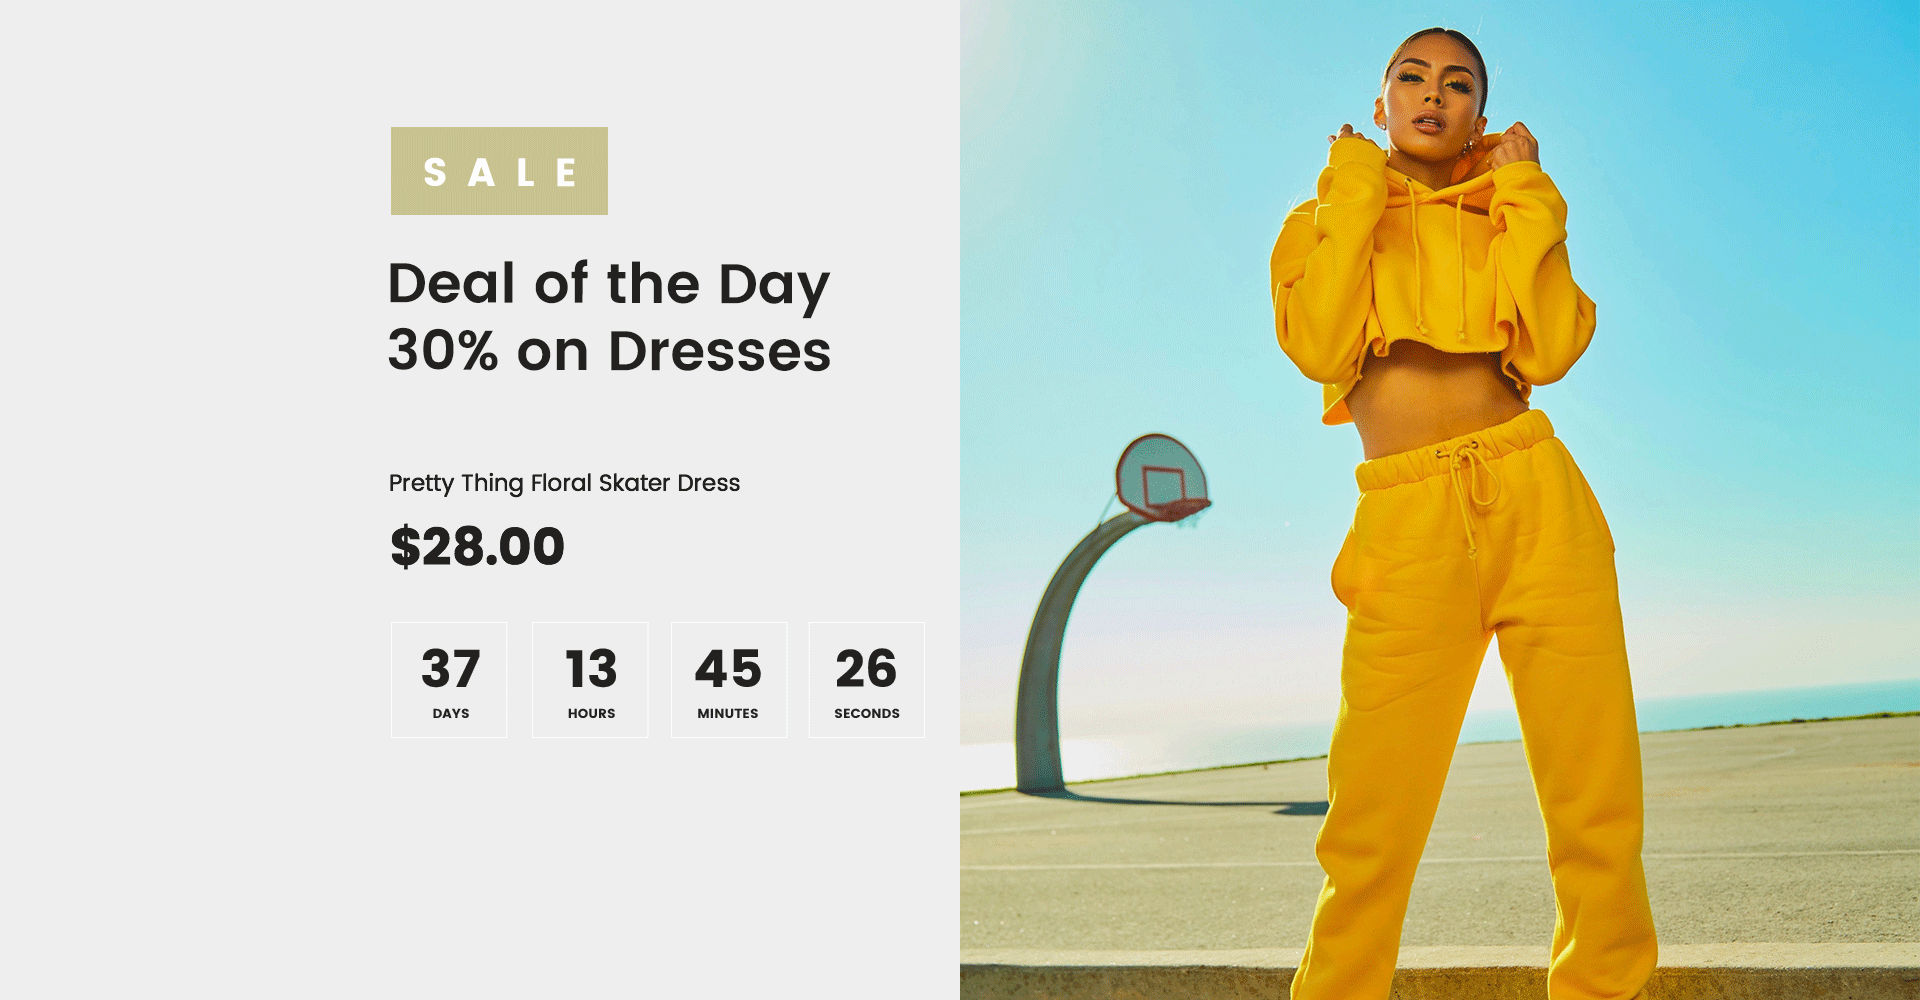 SALE
Deal of the Day
30% on Dresses
Pretty Thing Floral Skater Dress
$28.00
37 13 45 26
DAYS HOURS MINUTES SECONDS